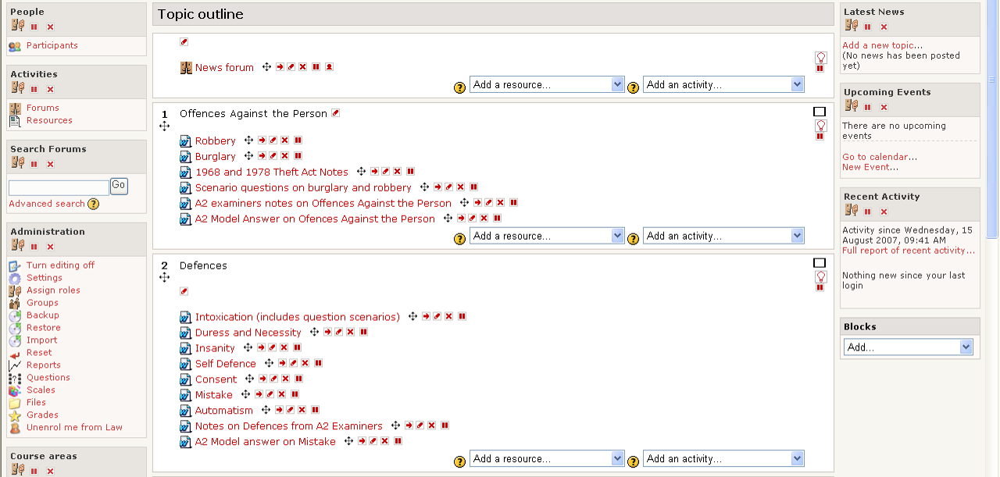 People
Participants
Activities
Forums
Resources
Search Forums
Go
Advanced search ?
Administration
Turn editing off
Settings
Assign roles
Groups
Backup
Restore
Import
Reset
Reports
Questions
Scales
Files
Grades
Unenrol me from Law
Course areas
Topic outline
News forum
? Add a resource... ? Add an activity...
1 Offences Against the Person
Robbery
Burglary
1968 and 1978 Theft Act Notes
Scenario questions on burglary and robbery
A2 examiners notes on Offences Against the Person
A2 Model Answer on Ofences Against the Person
? Add a resource... ? Add an activity...
2 Defences
Intoxication (includes question scenarios)
Duress and Necessity
Insanity
Self Defence
Consent
Mistake
Automatism
Notes on Defences from A2 Examiners
A2 Model answer on Mistake
? Add a resource... ? Add an activity...
Latest News
Add a new topic...
(No news has been posted
yet)
Upcoming Events
There are no upcoming
events
Go to calendar...
New Event...
Recent Activity
Activity since Wednesday, 15
August 2007, 09:41 AM
Full report of recent activity...
Nothing new since your last
login
Blocks
Add...